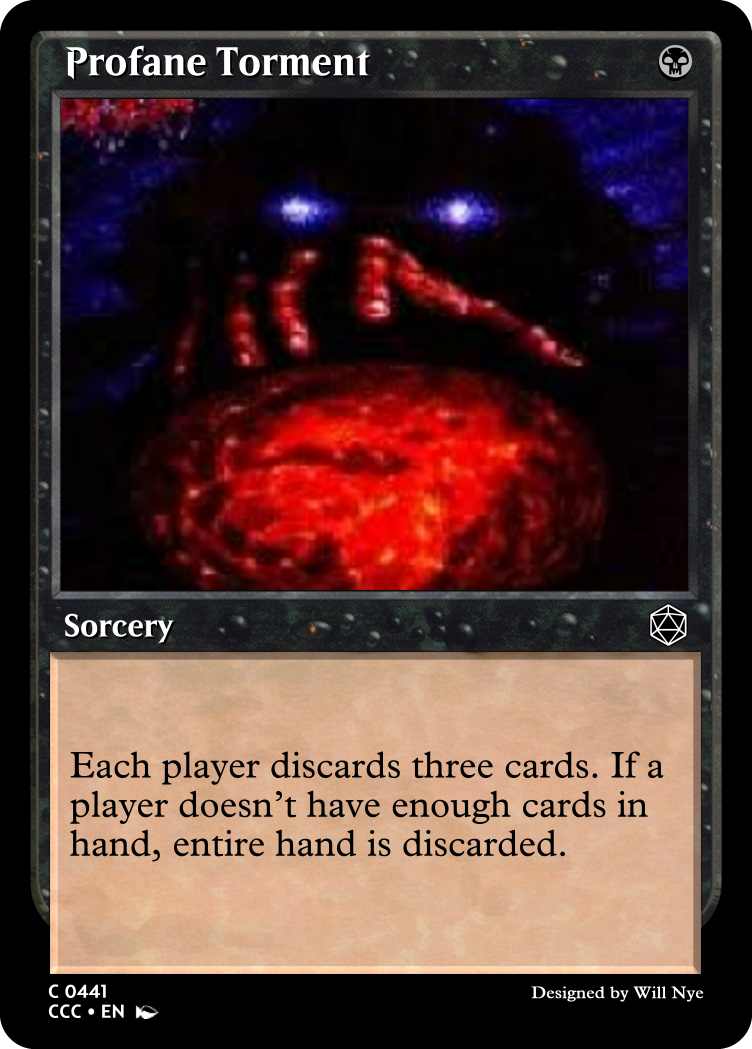 Profane Torment
Sorcery
Each player discards three cards. If a
player doesn't have enough cards in
hand, entire hand is discarded.
C 0441
CCC • EN
Designed by Will Nye